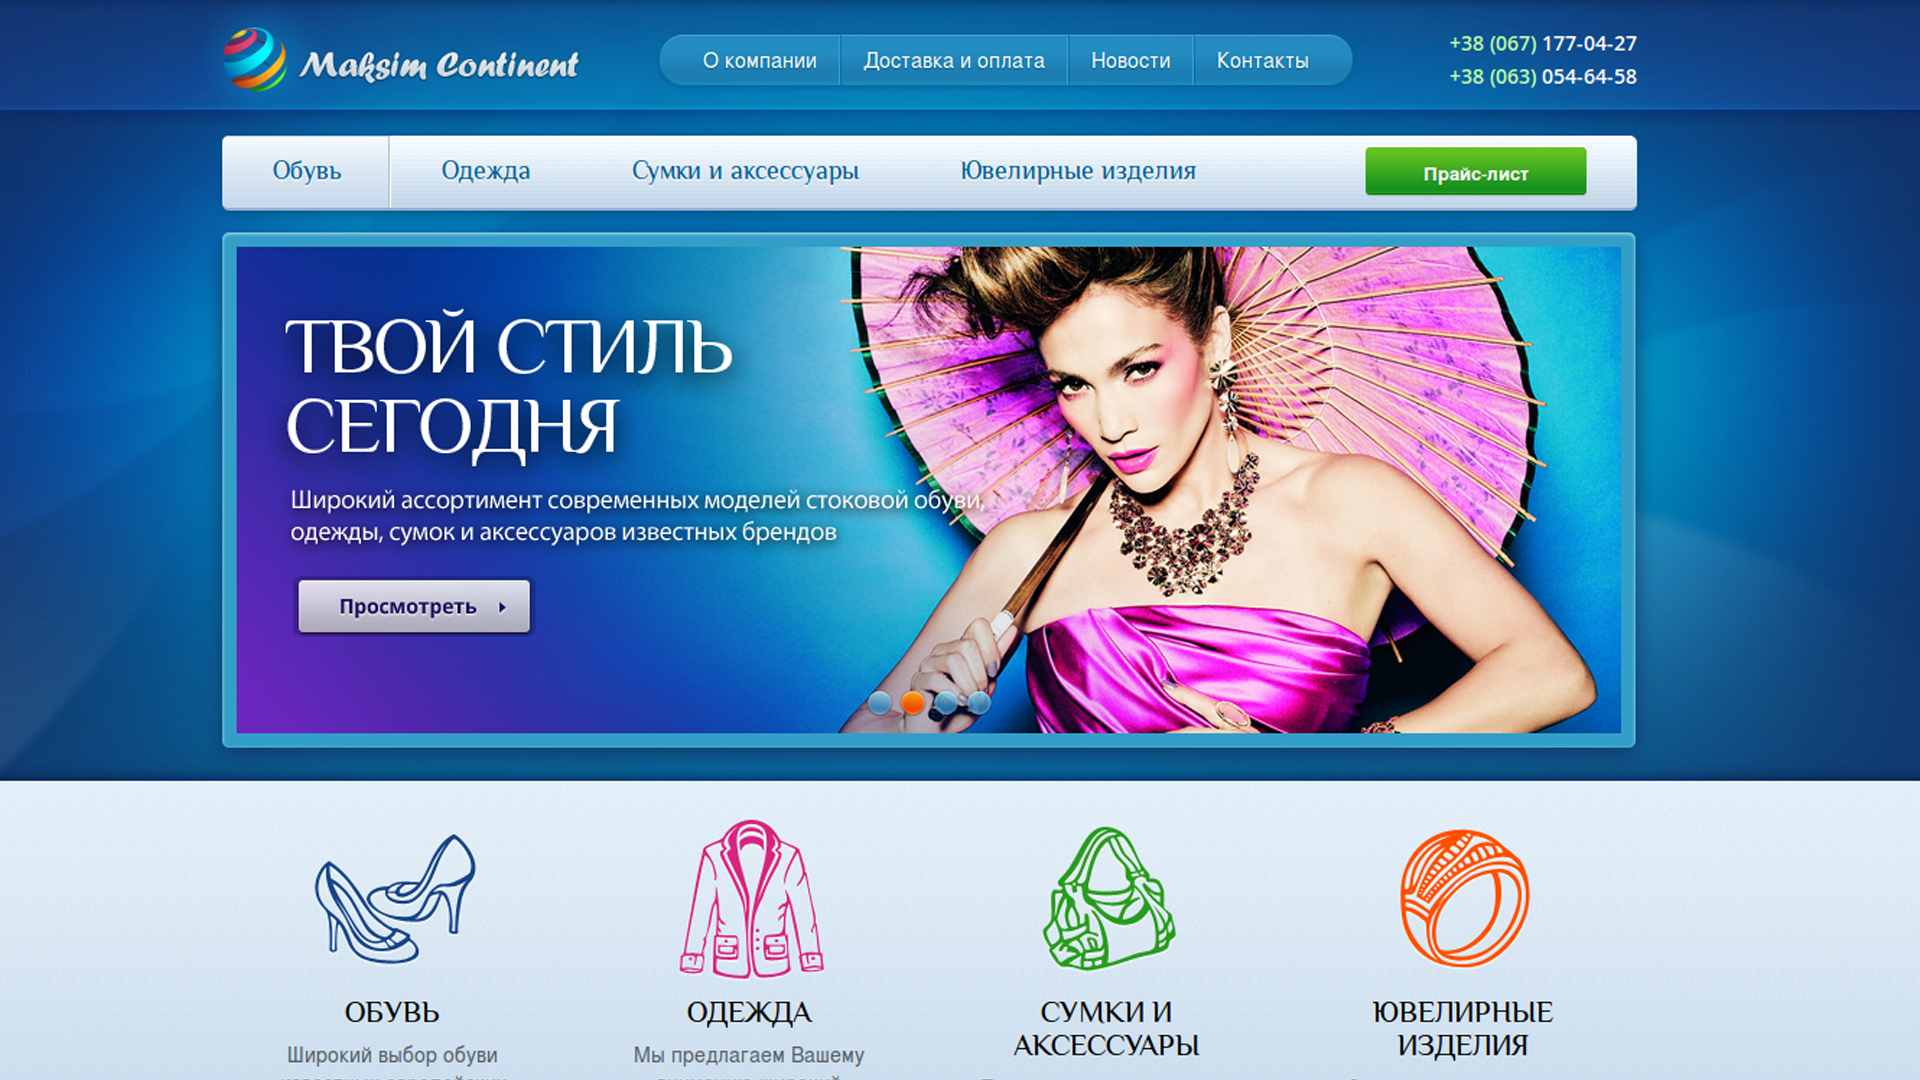 Maksim Continent
О компании
Доставка и оплата
Новости
Контакты
+38 (067) 177-04-27
+38 (063) 054-64-58
Обувь
Одежда
Сумки и аксессуары
Ювелирные изделия
Прайс-лист
ТВОЙ СТИЛЬ
СЕГОДНЯ
Широкий ассортимент современных моделей стоковой обуви,
одежды, сумок и аксессуаров известных брендов
Просмотреть
ОБУВЬ
Широкий выбор обуви
ОДЕЖДА
Мы предлагаем Вашему
СУМКИ И
АКСЕССУАРЫ
ЮВЕЛИРНЫЕ
ИЗДЕЛИЯ